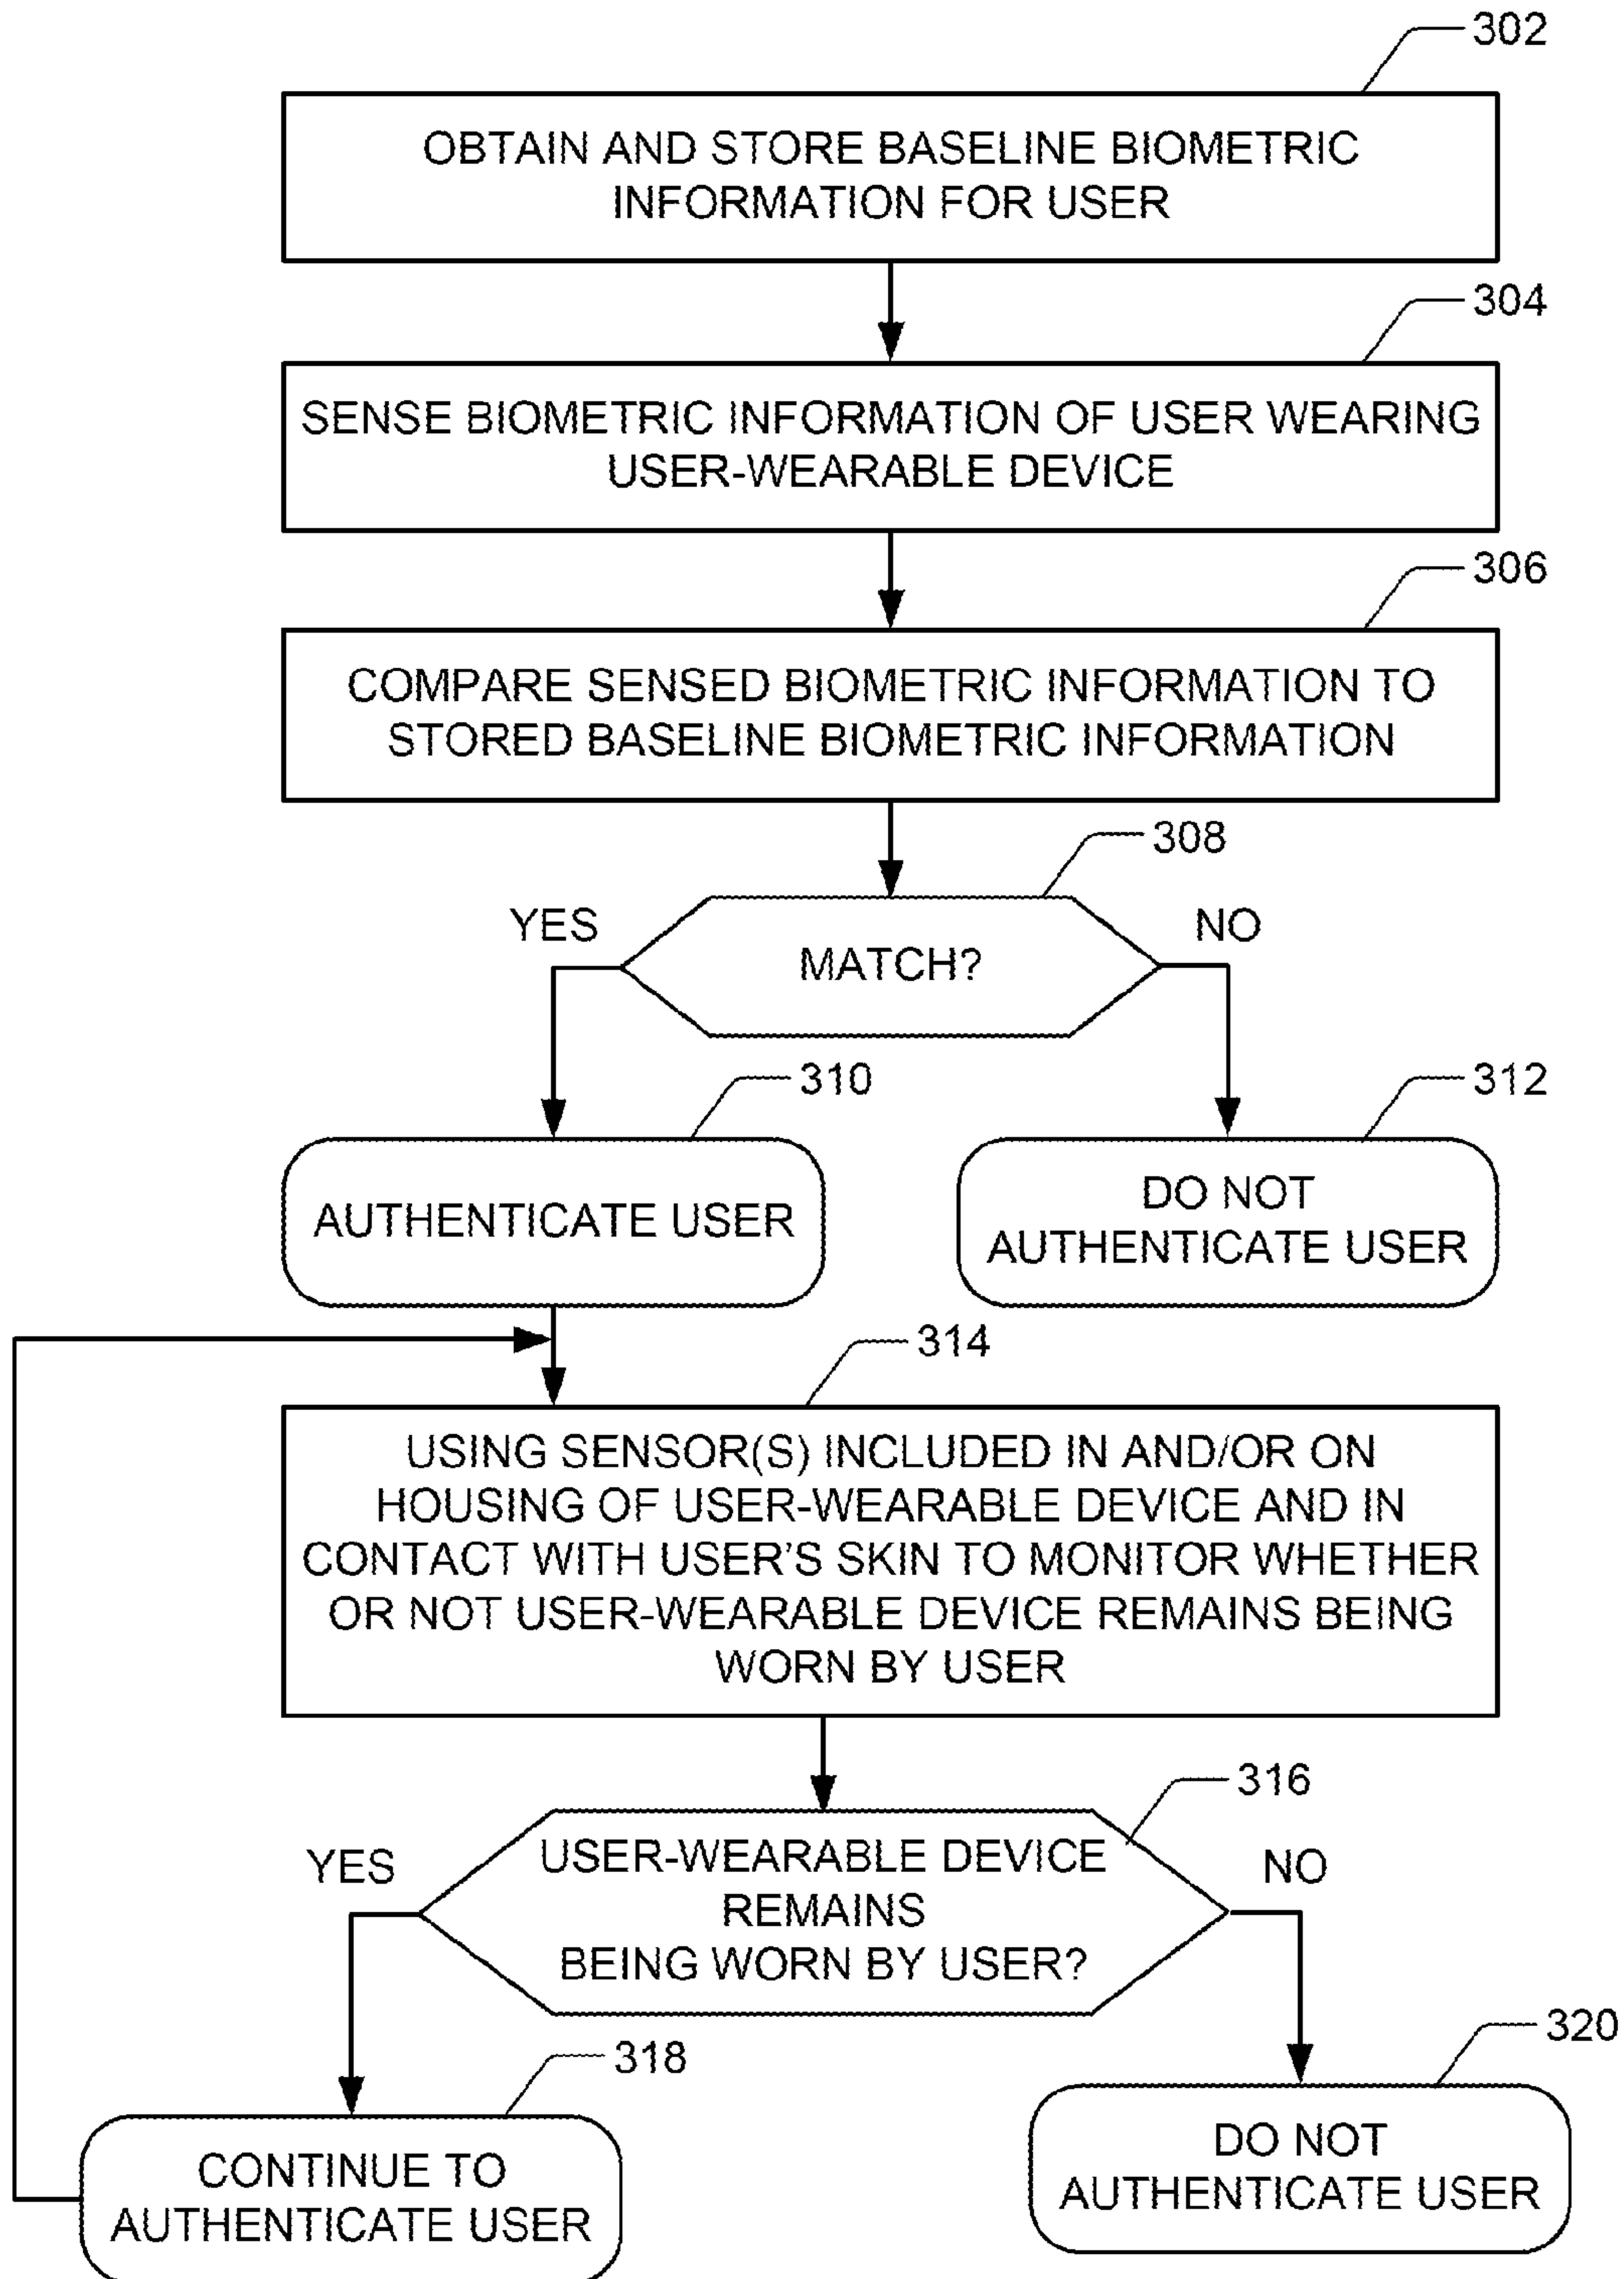 302
OBTAIN AND STORE BASELINE BIOMETRIC
INFORMATION FOR USER
304
SENSE BIOMETRIC INFORMATION OF USER WEARING
USER-WEARABLE DEVICE
306
COMPARE SENSED BIOMETRIC INFORMATION TO
STORED BASELINE BIOMETRIC INFORMATION
308
YES
MATCH?
NO
310
AUTHENTICATE USER
312
DO NOT
AUTHENTICATE USER
314
USING SENSOR(S) INCLUDED IN AND/OR ON
HOUSING OF USER-WEARABLE DEVICE AND IN
CONTACT WITH USER'S SKIN TO MONITOR WHETHER
OR NOT USER-WEARABLE DEVICE REMAINS BEING
WORN BY USER
316
YES
USER-WEARABLE DEVICE
REMAINS
BEING WORN BY USER?
NO
318
CONTINUE TO
AUTHENTICATE USER
320
DO NOT
AUTHENTICATE USER